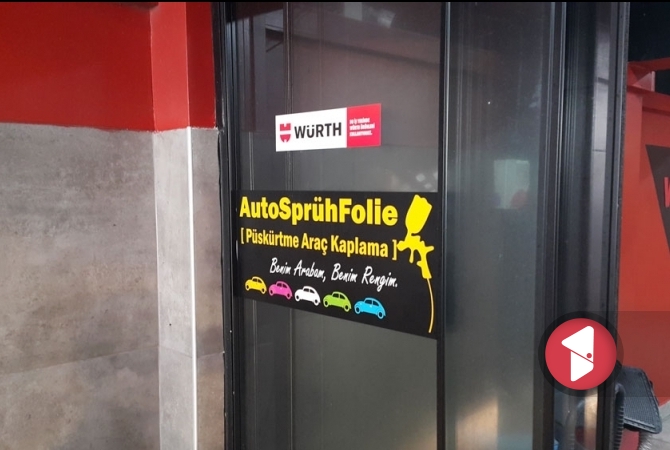 WÜRTH
AutoSprühFolie
[ Püskürtme Araç Kaplama ]
Benim Arabam, Benim Rengim.